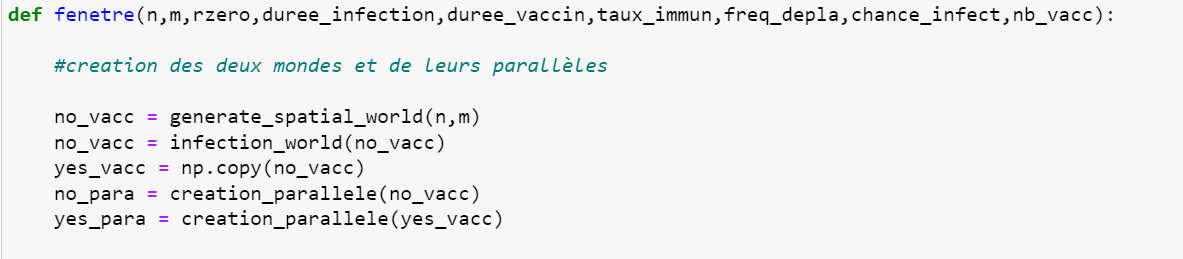 def fenetre(n,m,rzero,duree_infection,duree_vaccin,taux_immun,freq_depla,chance_infect,nb_vacc):
#creation des deux mondes et de leurs parallèles
no_vacc = generate_spatial_world(n,m)
no_vacc = infection_world(no_vacc)
yes_vacc = np.copy(no_vacc)
no_para = creation_parallele(no_vacc)
yes_para = creation_parallele(yes_vacc)